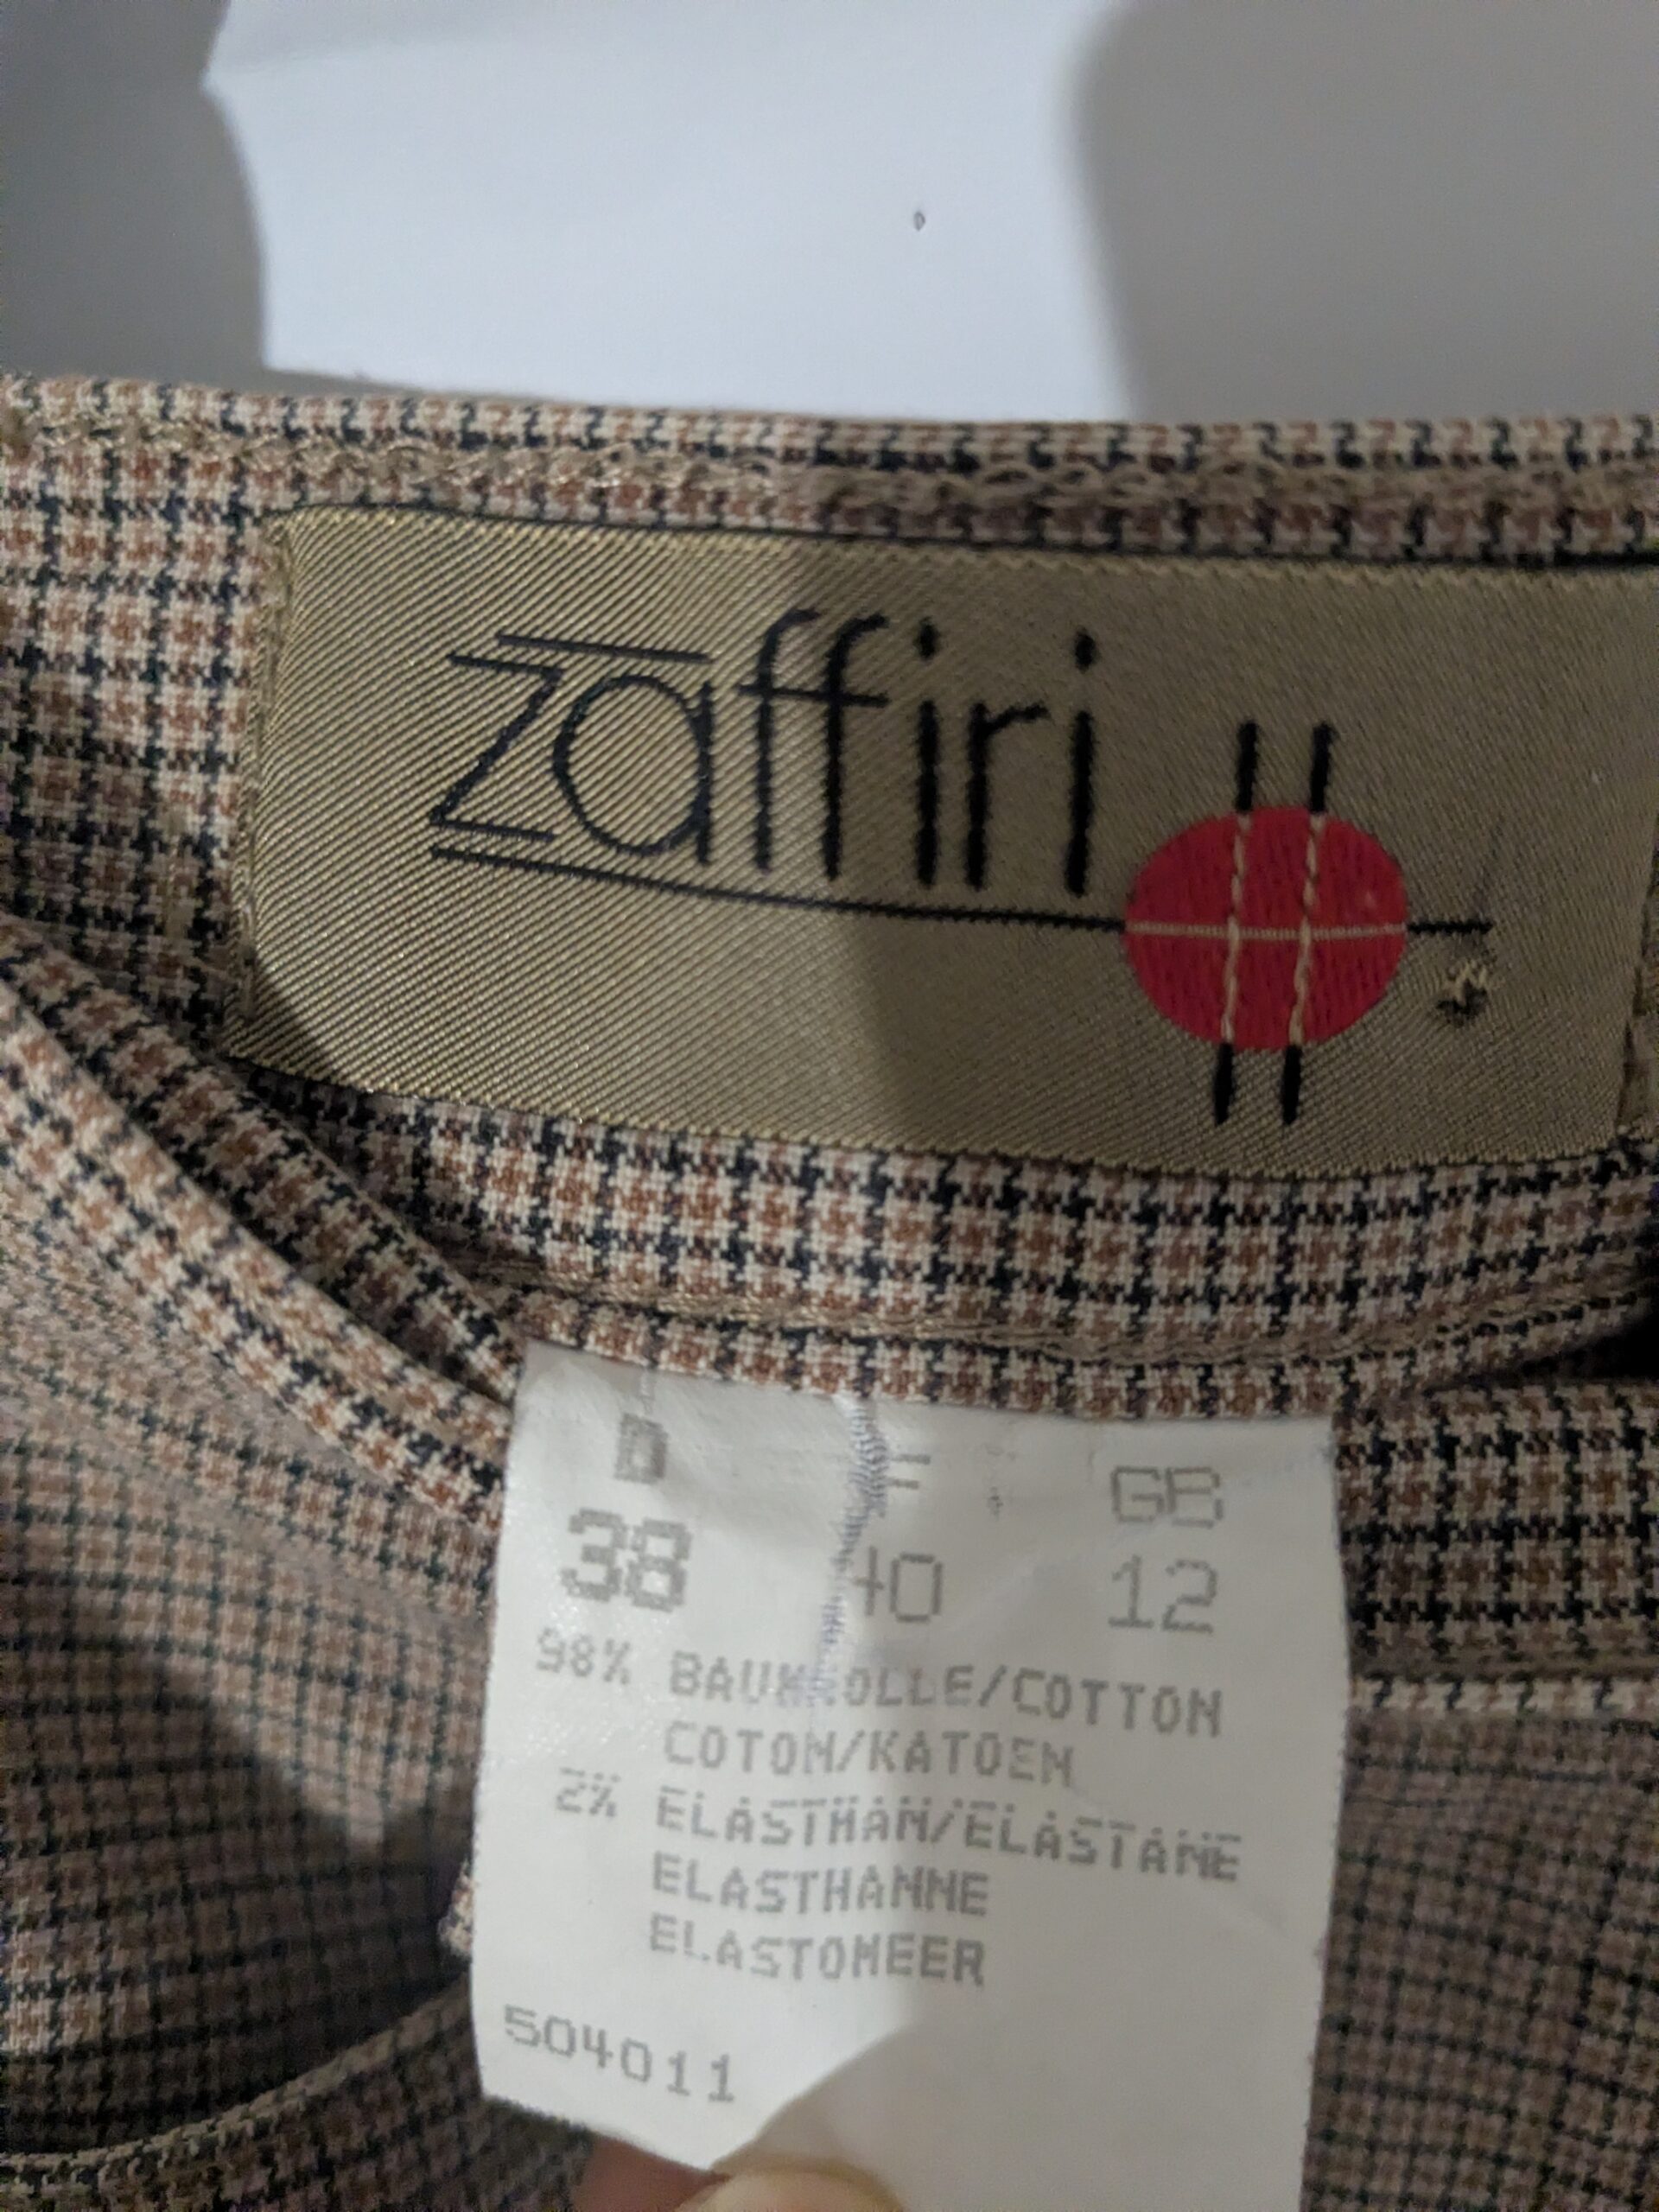 zaffiri
D F GB
38 40 12
98% BAUMWOLLE/COTTON
COTON/KATOEN
2% ELASTHAN/ELASTANE
ELASTHANNE
ELASTOMEER
504011